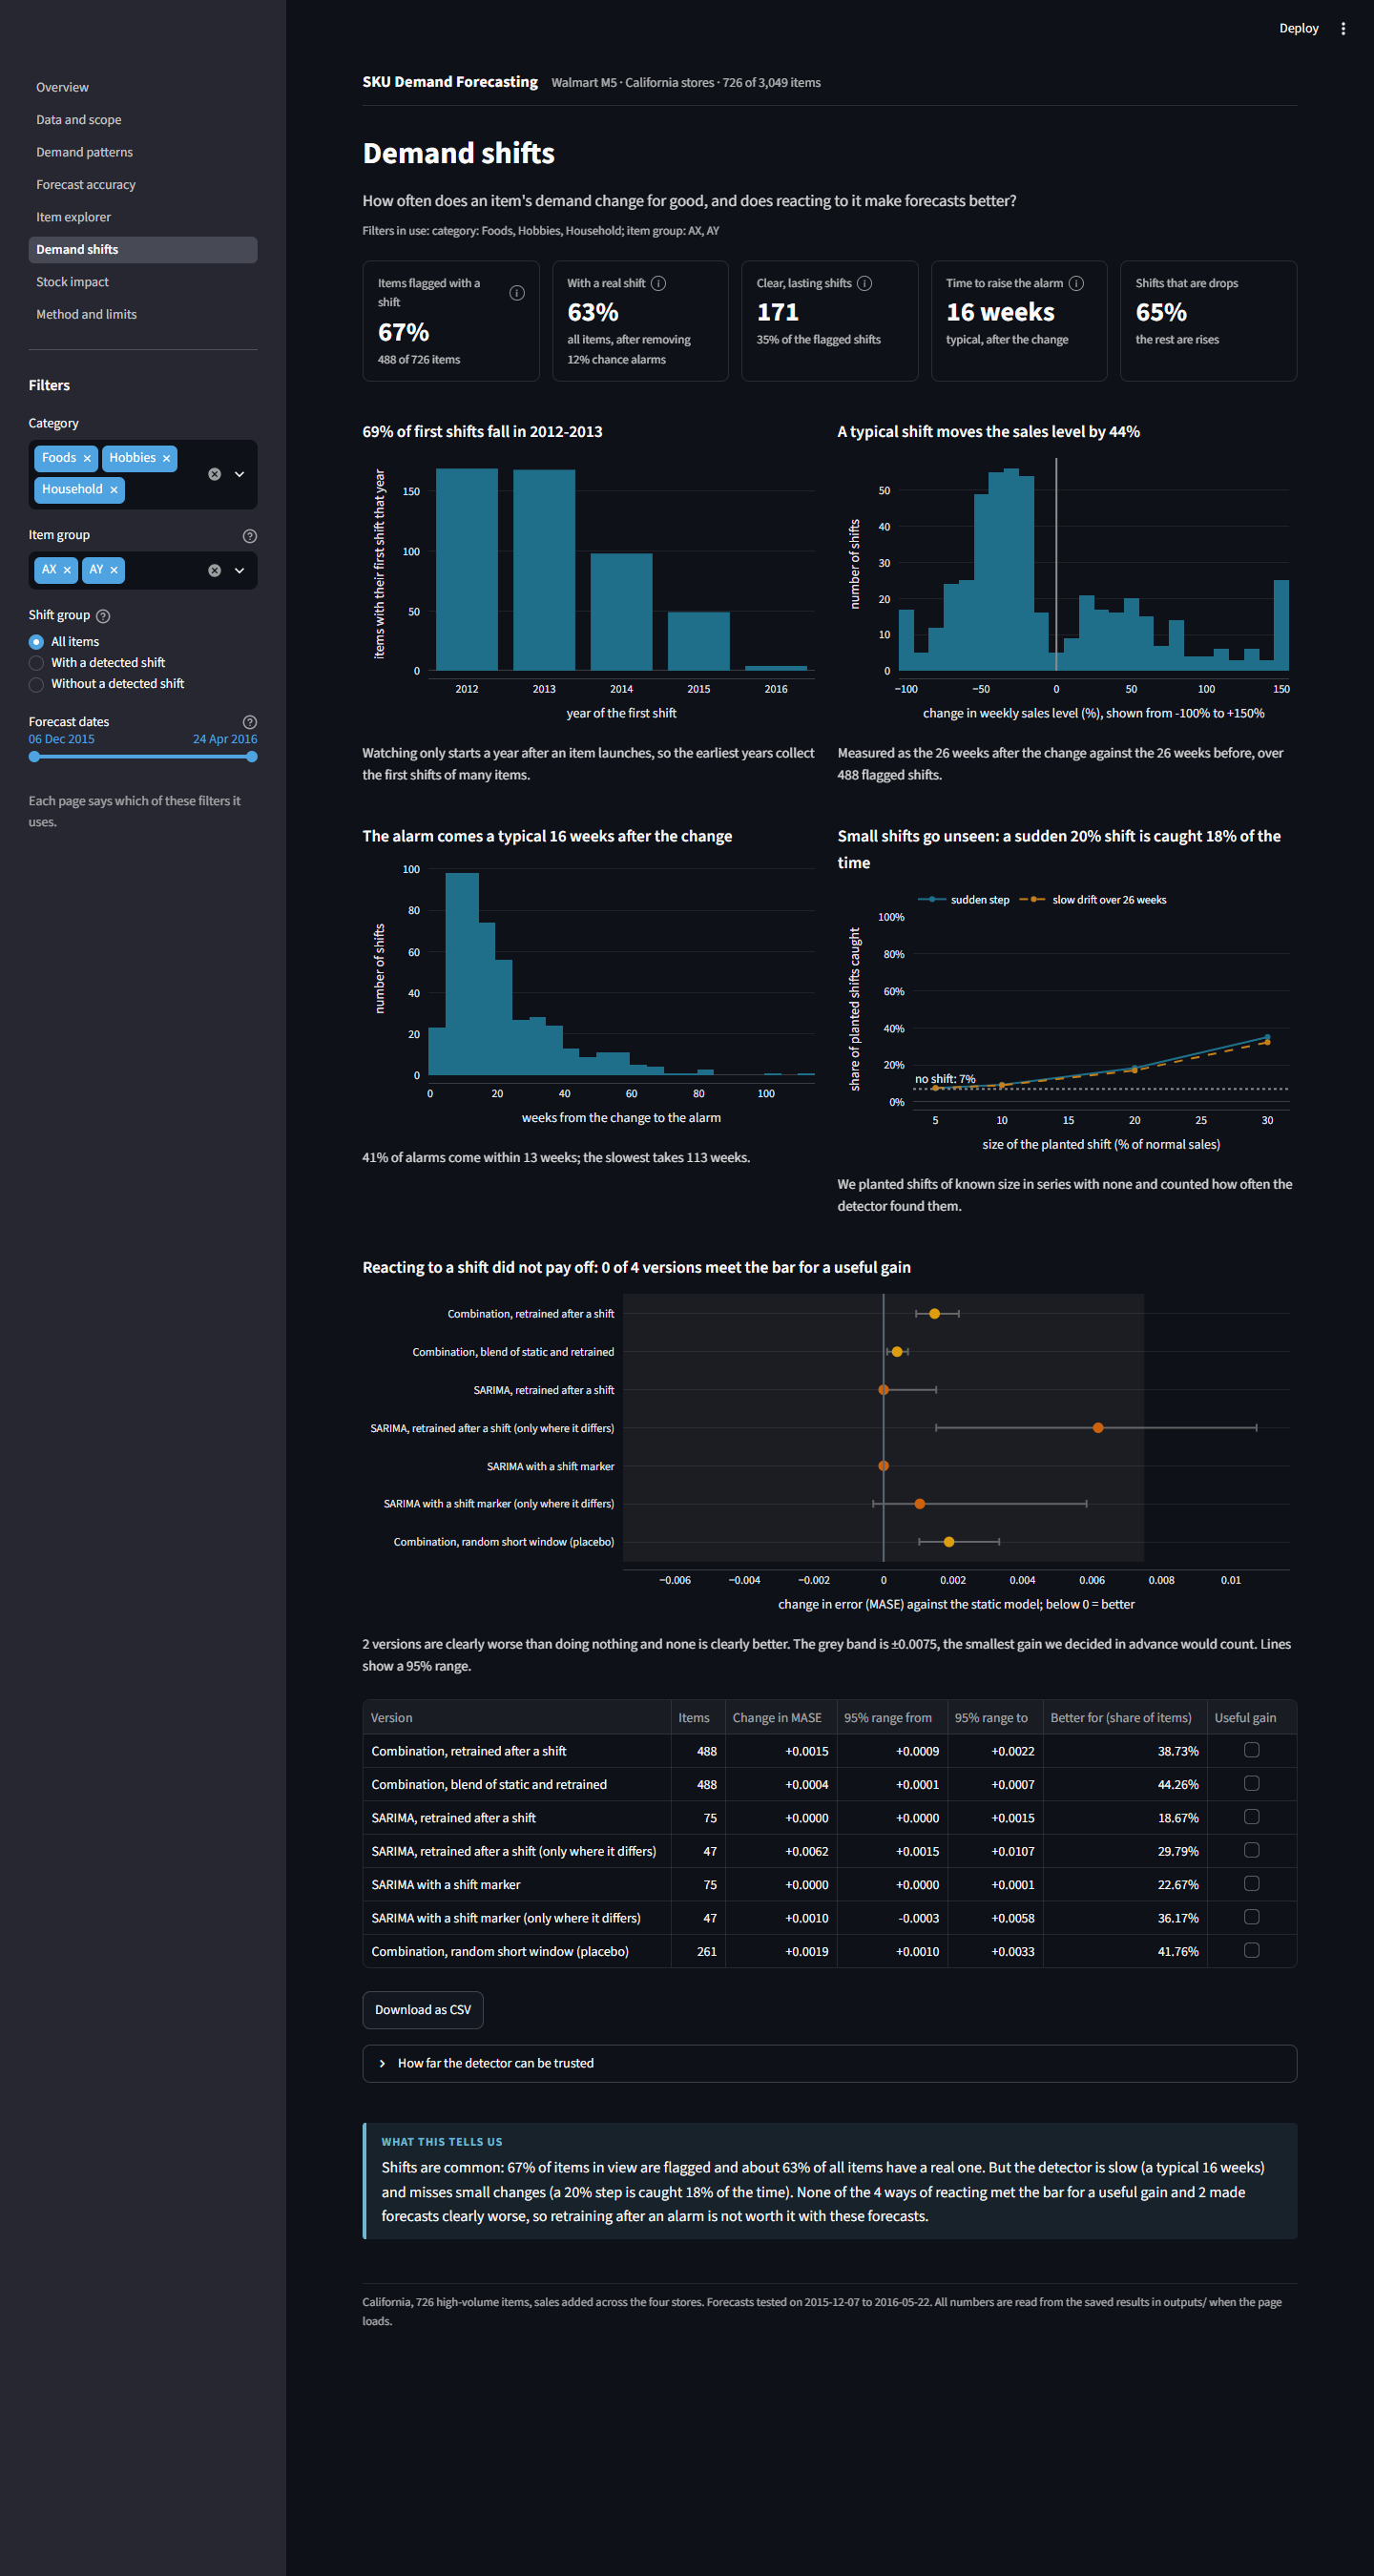 Deploy
Overview
Data and scope
Demand patterns
Forecast accuracy
Item explorer
Demand shifts
Stock impact
Method and limits
Filters
Category
Foods × Hobbies ×
Household ×
Item group
AX × AY ×
Shift group
All items
With a detected shift
Without a detected shift
Forecast dates
06 Dec 2015 24 Apr 2016
Each page says which of these filters it
uses.
SKU Demand Forecasting Walmart M5 · California stores · 726 of 3,049 items
Demand shifts
How often does an item's demand change for good, and does reacting to it make forecasts better?
Filters in use: category: Foods, Hobbies, Household; item group: AX, AY
Items flagged with a
shift
67%
488 of 726 items
With a real shift
63%
all items, after removing
12% chance alarms
Clear, lasting shifts
171
35% of the flagged shifts
Time to raise the alarm
16 weeks
typical, after the change
Shifts that are drops
65%
the rest are rises
69% of first shifts fall in 2012-2013
items with their first shift that year
150
100
50
0
2012 2013 2014 2015 2016
year of the first shift
Watching only starts a year after an item launches, so the earliest years collect
the first shifts of many items.
A typical shift moves the sales level by 44%
number of shifts
50
40
30
20
10
0
−100 −50 0 50 100 150
change in weekly sales level (%), shown from -100% to +150%
Measured as the 26 weeks after the change against the 26 weeks before, over
488 flagged shifts.
The alarm comes a typical 16 weeks after the change
number of shifts
100
80
60
40
20
0
0 20 40 60 80 100
weeks from the change to the alarm
41% of alarms come within 13 weeks; the slowest takes 113 weeks.
Small shifts go unseen: a sudden 20% shift is caught 18% of the
time
sudden step slow drift over 26 weeks
share of planted shifts caught
100%
80%
60%
40%
20%
0%
no shift: 7%
5 10 15 20 25 30
size of the planted shift (% of normal sales)
We planted shifts of known size in series with none and counted how often the
detector found them.
Reacting to a shift did not pay off: 0 of 4 versions meet the bar for a useful gain
Combination, retrained after a shift
Combination, blend of static and retrained
SARIMA, retrained after a shift
SARIMA, retrained after a shift (only where it differs)
SARIMA with a shift marker
SARIMA with a shift marker (only where it differs)
Combination, random short window (placebo)
−0.006 −0.004 −0.002 0 0.002 0.004 0.006 0.008 0.01
change in error (MASE) against the static model; below 0 = better
2 versions are clearly worse than doing nothing and none is clearly better. The grey band is ±0.0075, the smallest gain we decided in advance would count. Lines
show a 95% range.
Version Items Change in MASE 95% range from 95% range to Better for (share of items) Useful gain
Combination, retrained after a shift 488 +0.0015 +0.0009 +0.0022 38.73%
Combination, blend of static and retrained 488 +0.0004 +0.0001 +0.0007 44.26%
SARIMA, retrained after a shift 75 +0.0000 +0.0000 +0.0015 18.67%
SARIMA, retrained after a shift (only where it differs) 47 +0.0062 +0.0015 +0.0107 29.79%
SARIMA with a shift marker 75 +0.0000 +0.0000 +0.0001 22.67%
SARIMA with a shift marker (only where it differs) 47 +0.0010 -0.0003 +0.0058 36.17%
Combination, random short window (placebo) 261 +0.0019 +0.0010 +0.0033 41.76%
Download as CSV
How far the detector can be trusted
WHAT THIS TELLS US
Shifts are common: 67% of items in view are flagged and about 63% of all items have a real one. But the detector is slow (a typical 16 weeks)
and misses small changes (a 20% step is caught 18% of the time). None of the 4 ways of reacting met the bar for a useful gain and 2 made
forecasts clearly worse, so retraining after an alarm is not worth it with these forecasts.
California, 726 high-volume items, sales added across the four stores. Forecasts tested on 2015-12-07 to 2016-05-22. All numbers are read from the saved results in outputs/ when the page
loads.